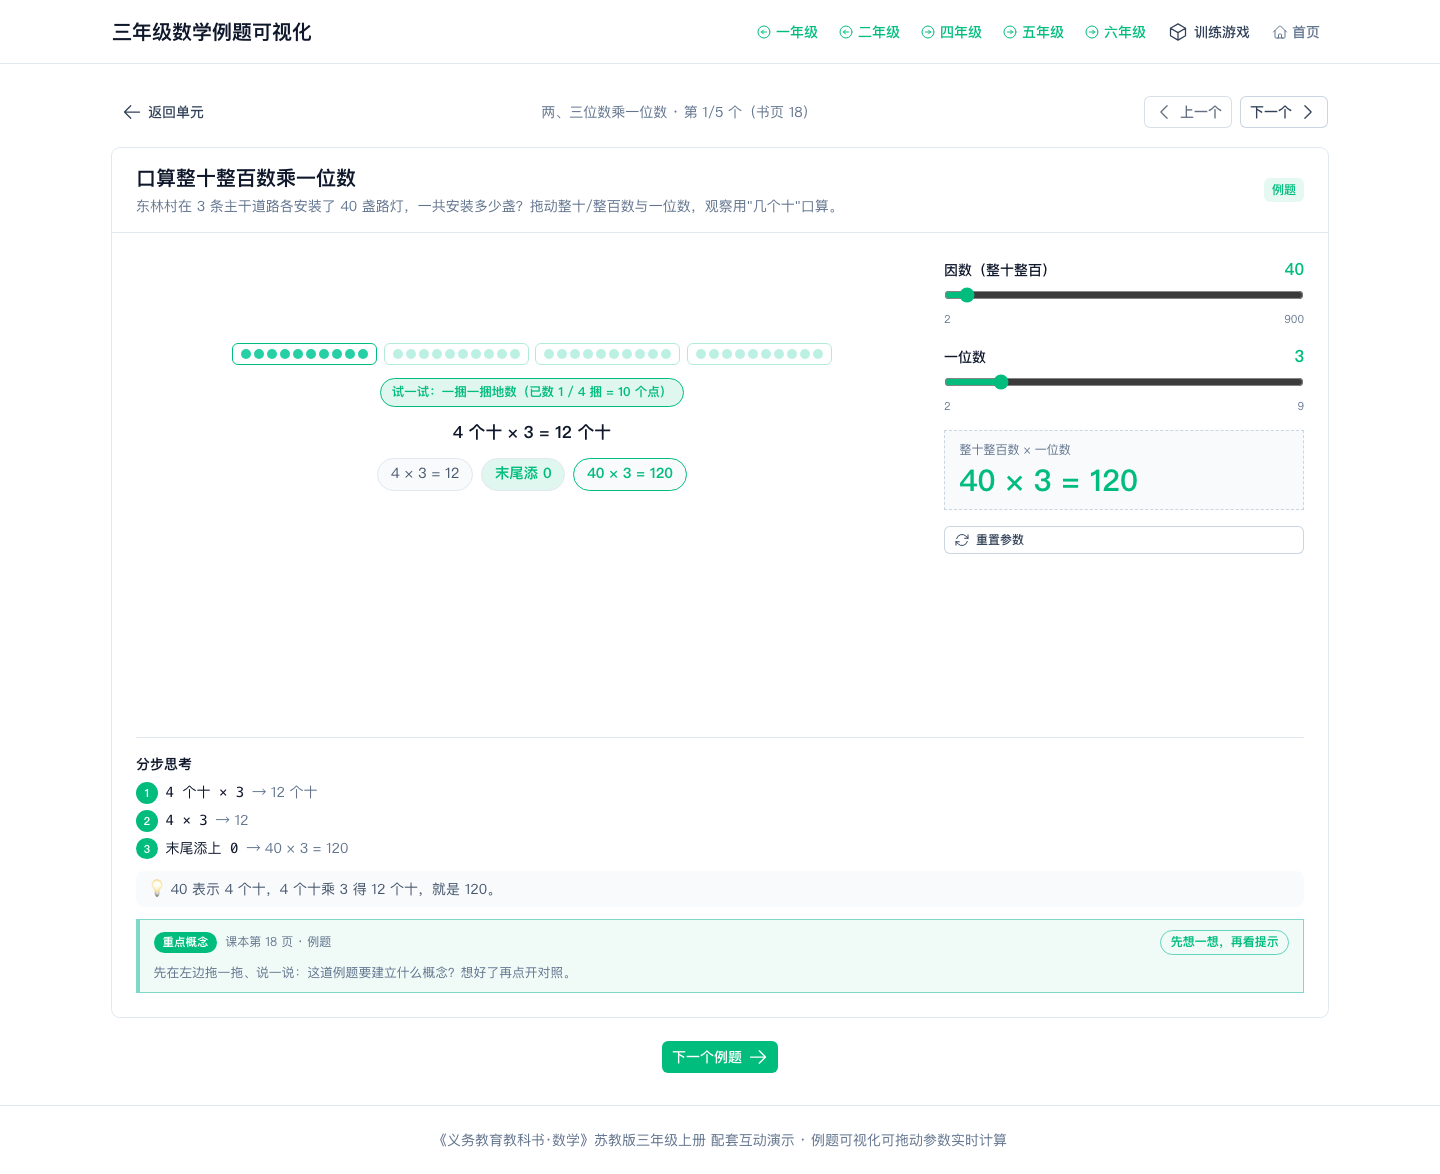 三年级数学例题可视化
一年级 二年级 四年级 五年级 六年级 训练游戏 首页
返回单元
两、三位数乘一位数 · 第 1/5 个（书页 18）
上一个 下一个
口算整十整百数乘一位数
东林村在 3 条主干道路各安装了 40 盏路灯，一共安装多少盏？拖动整十/整百数与一位数，观察用"几个十"口算。
例题
试一试：一捆一捆地数（已数 1 / 4 捆 = 10 个点）
4 个十 × 3 = 12 个十
4 × 3 = 12 末尾添 0 40 × 3 = 120
因数（整十整百） 40
2 900
一位数 3
2 9
整十整百数 × 一位数
40 × 3 = 120
重置参数
分步思考
1 4 个十 × 3 → 12 个十
2 4 × 3 → 12
3 末尾添上 0 → 40 × 3 = 120
40 表示 4 个十，4 个十乘 3 得 12 个十，就是 120。
重点概念 课本第 18 页 · 例题 先想一想，再看提示
先在左边拖一拖、说一说：这道例题要建立什么概念？想好了再点开对照。
下一个例题
《义务教育教科书·数学》苏教版三年级上册 配套互动演示 · 例题可视化可拖动参数实时计算